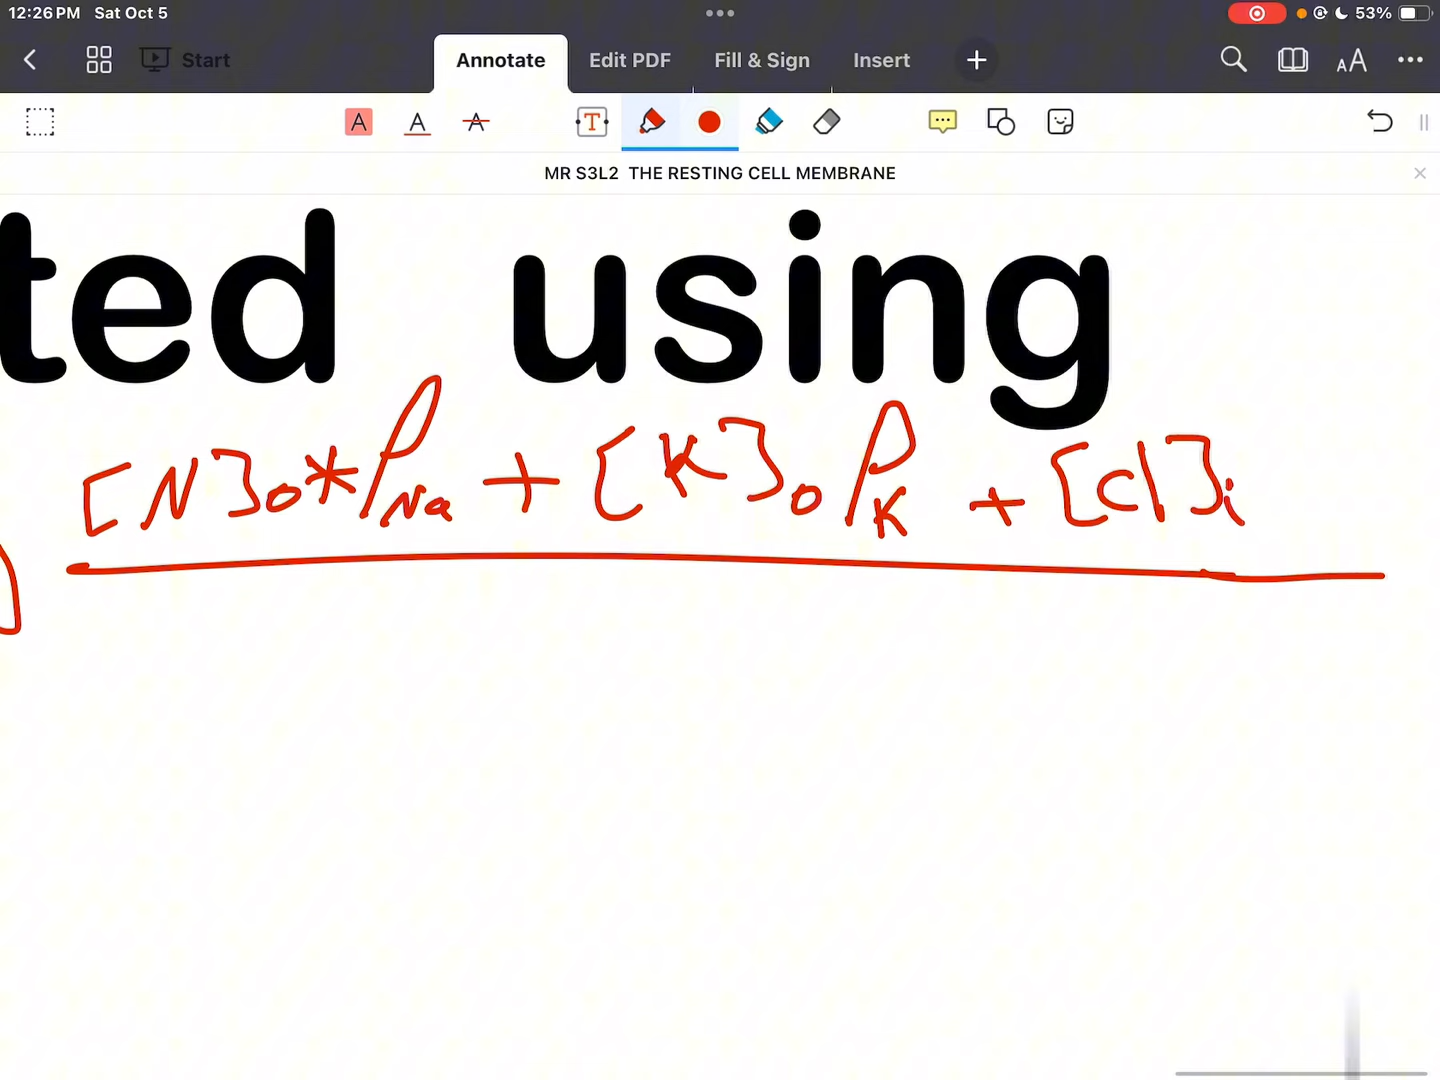 12:26 PM Sat Oct 5 53%
Start Annotate Edit PDF Fill & Sign Insert
MR S3L2 THE RESTING CELL MEMBRANE
ted using
[N]o*PNa + [K]o PK + [Cl]i